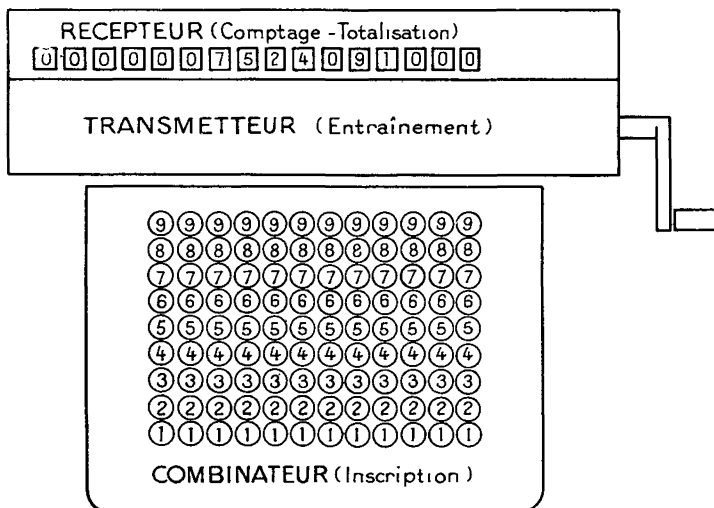 RECEPTEUR (Comptage - Totalisation)
0 0 0 0 0 0 7 5 2 4 0 9 1 0 0 0
TRANSMETTEUR (Entraînement)
9 9 9 9 9 9 9 9 9 9 9 9
8 8 8 8 8 8 8 8 8 8 8 8
7 7 7 7 7 7 7 7 7 7 7 7
6 6 6 6 6 6 6 6 6 6 6 6
5 5 5 5 5 5 5 5 5 5 5 5
4 4 4 4 4 4 4 4 4 4 4 4
3 3 3 3 3 3 3 3 3 3 3 3
2 2 2 2 2 2 2 2 2 2 2 2
1 1 1 1 1 1 1 1 1 1 1 1
COMBINATEUR (Inscription)